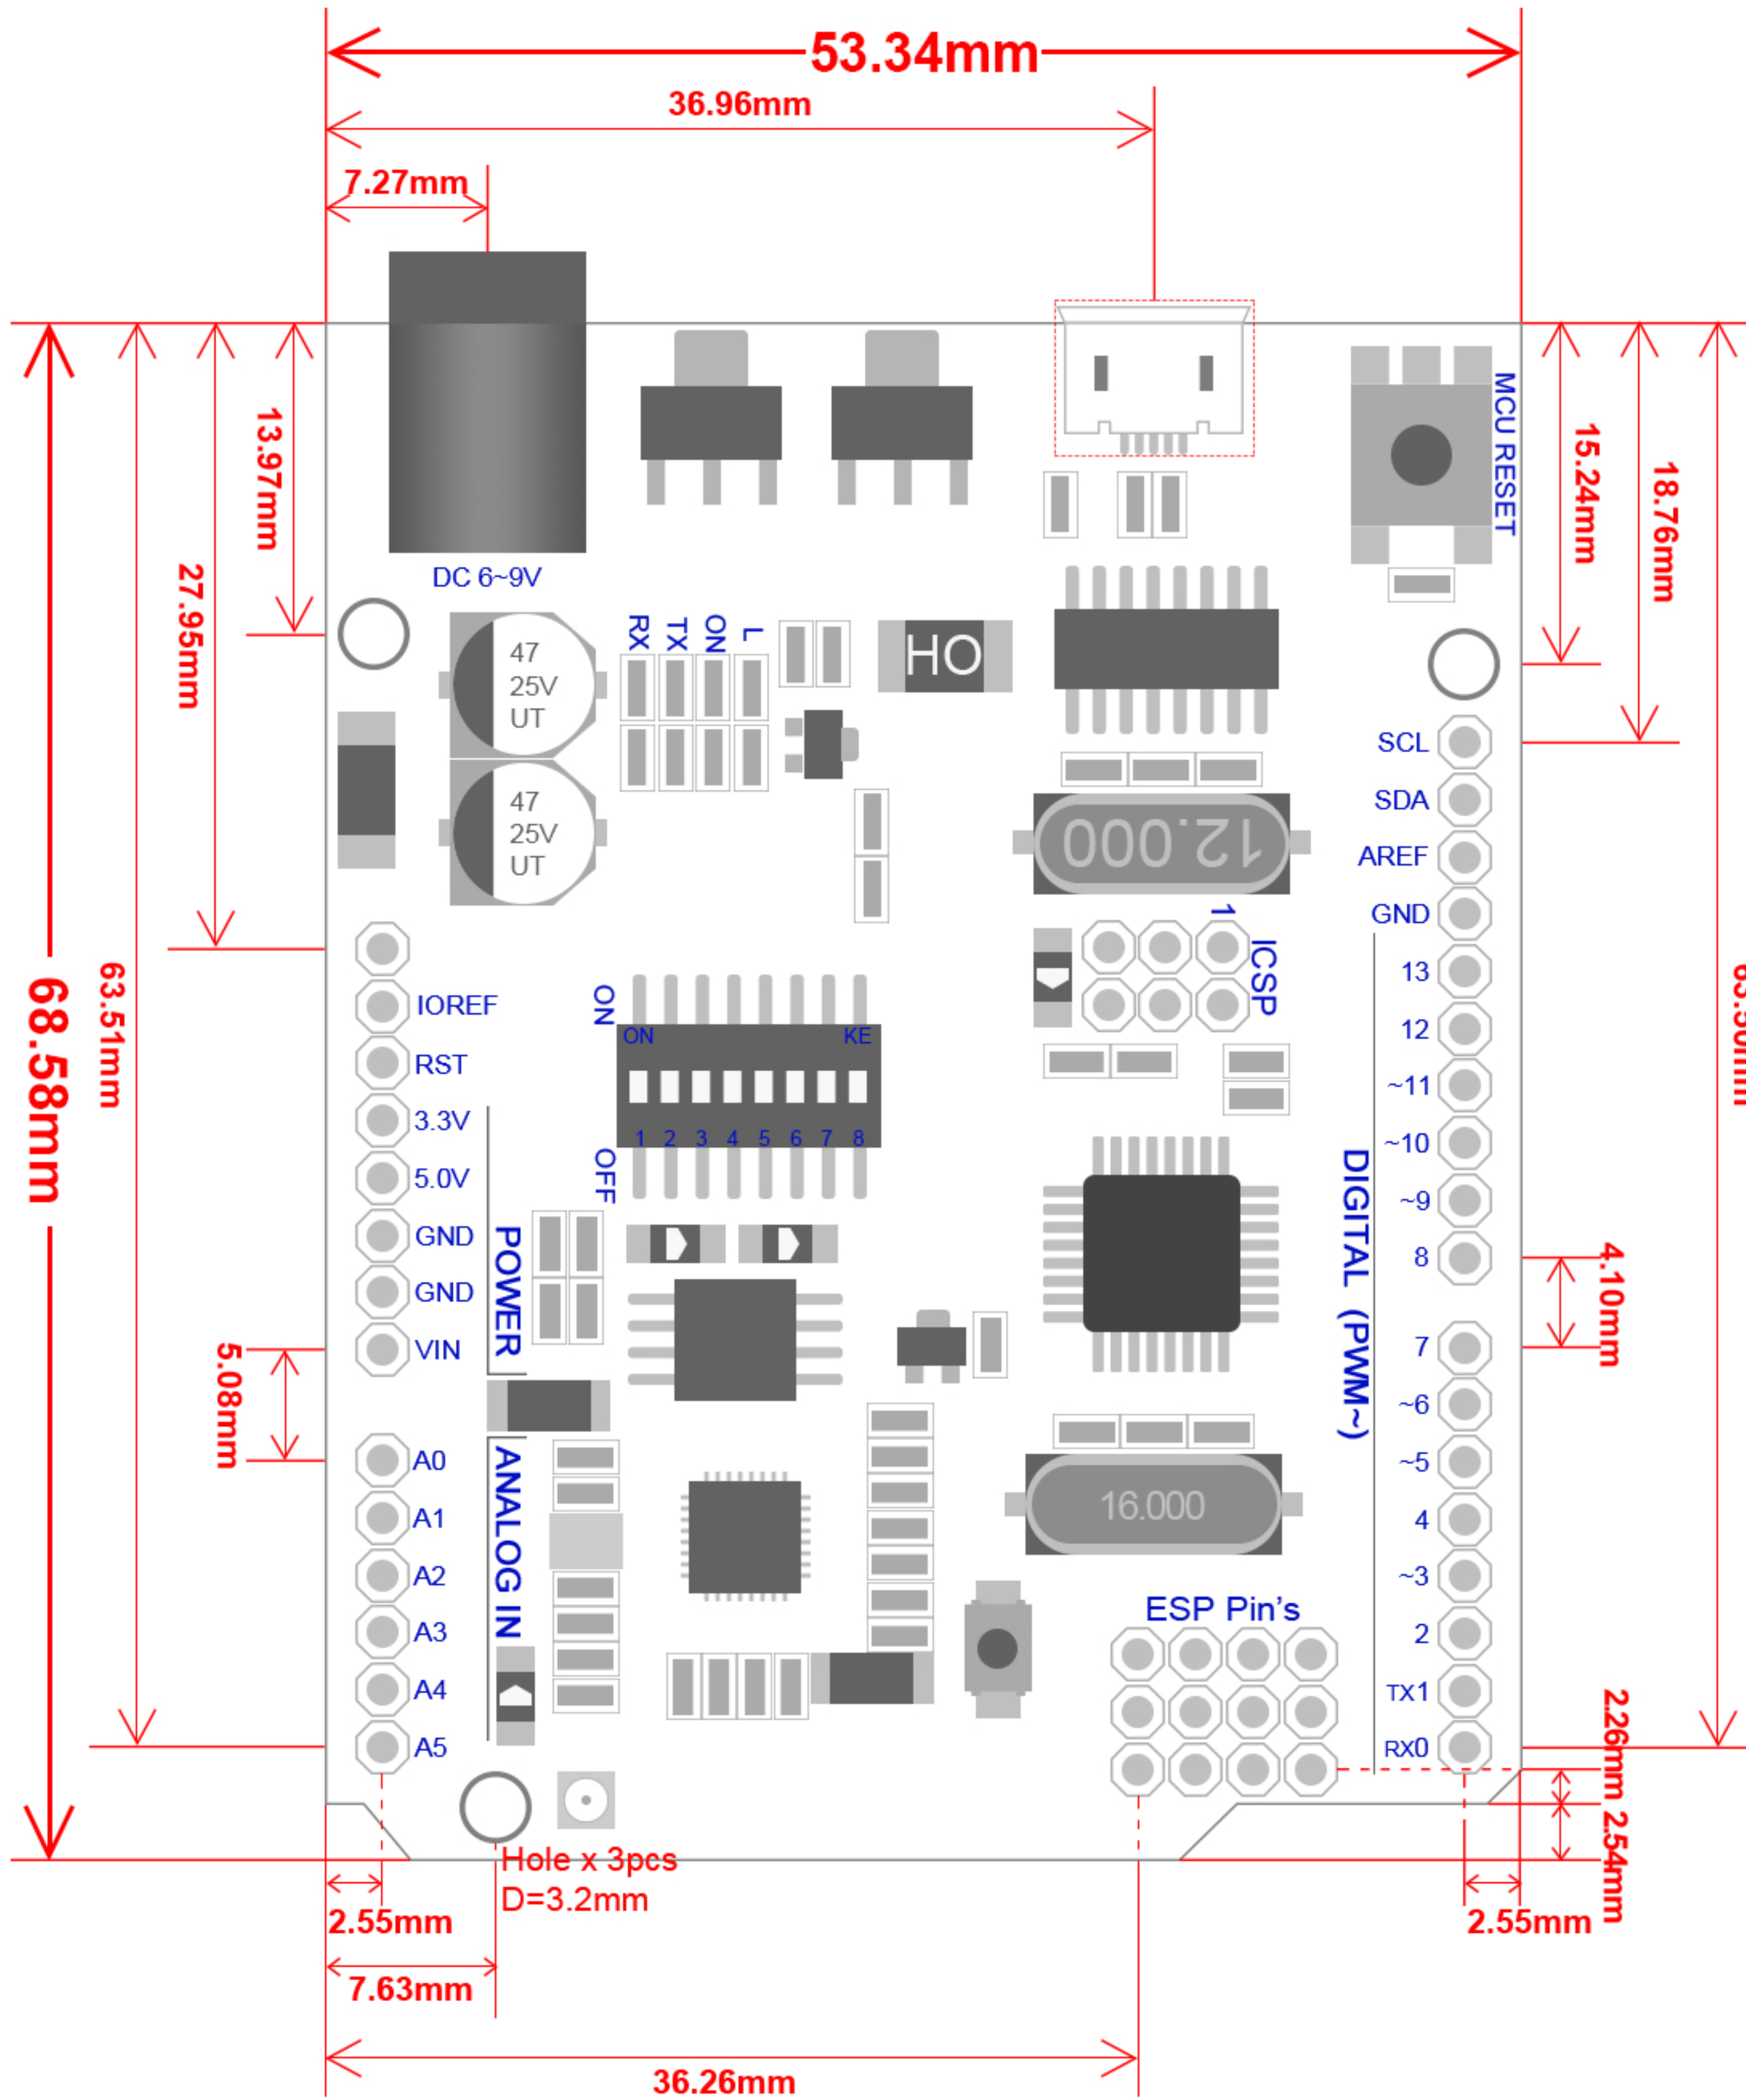 53.34mm
36.96mm
7.27mm
13.97mm
27.95mm
63.51mm
68.58mm
15.24mm
18.76mm
MCU RESET
DC 6~9V
47
25V
UT
47
25V
UT
RX
TX
ON
L
HO
12.000
SCL
SDA
AREF
GND
13
12
~11
~10
~9
8
7
~6
~5
4
~3
2
TX1
RX0
DIGITAL (PWM~)
4.10mm
1
ICSP
IOREF
RST
3.3V
5.0V
GND
GND
VIN
POWER
5.08mm
ON
ON KE
1 2 3 4 5 6 7 8
OFF
A0
A1
A2
A3
A4
A5
ANALOG IN
16.000
ESP Pin's
2.26mm
2.54mm
Hole x 3pcs
D=3.2mm
2.55mm
2.55mm
7.63mm
36.26mm